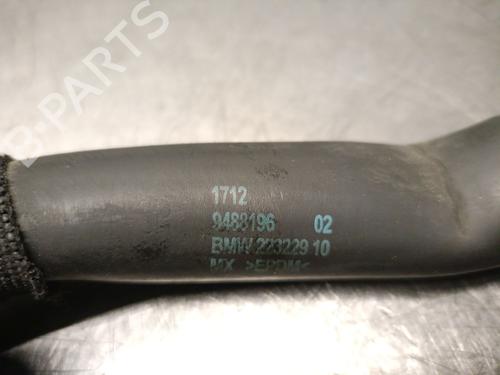 B-PARTS
1712
9488196 02
BMW 223229 10
MX >EPDM<